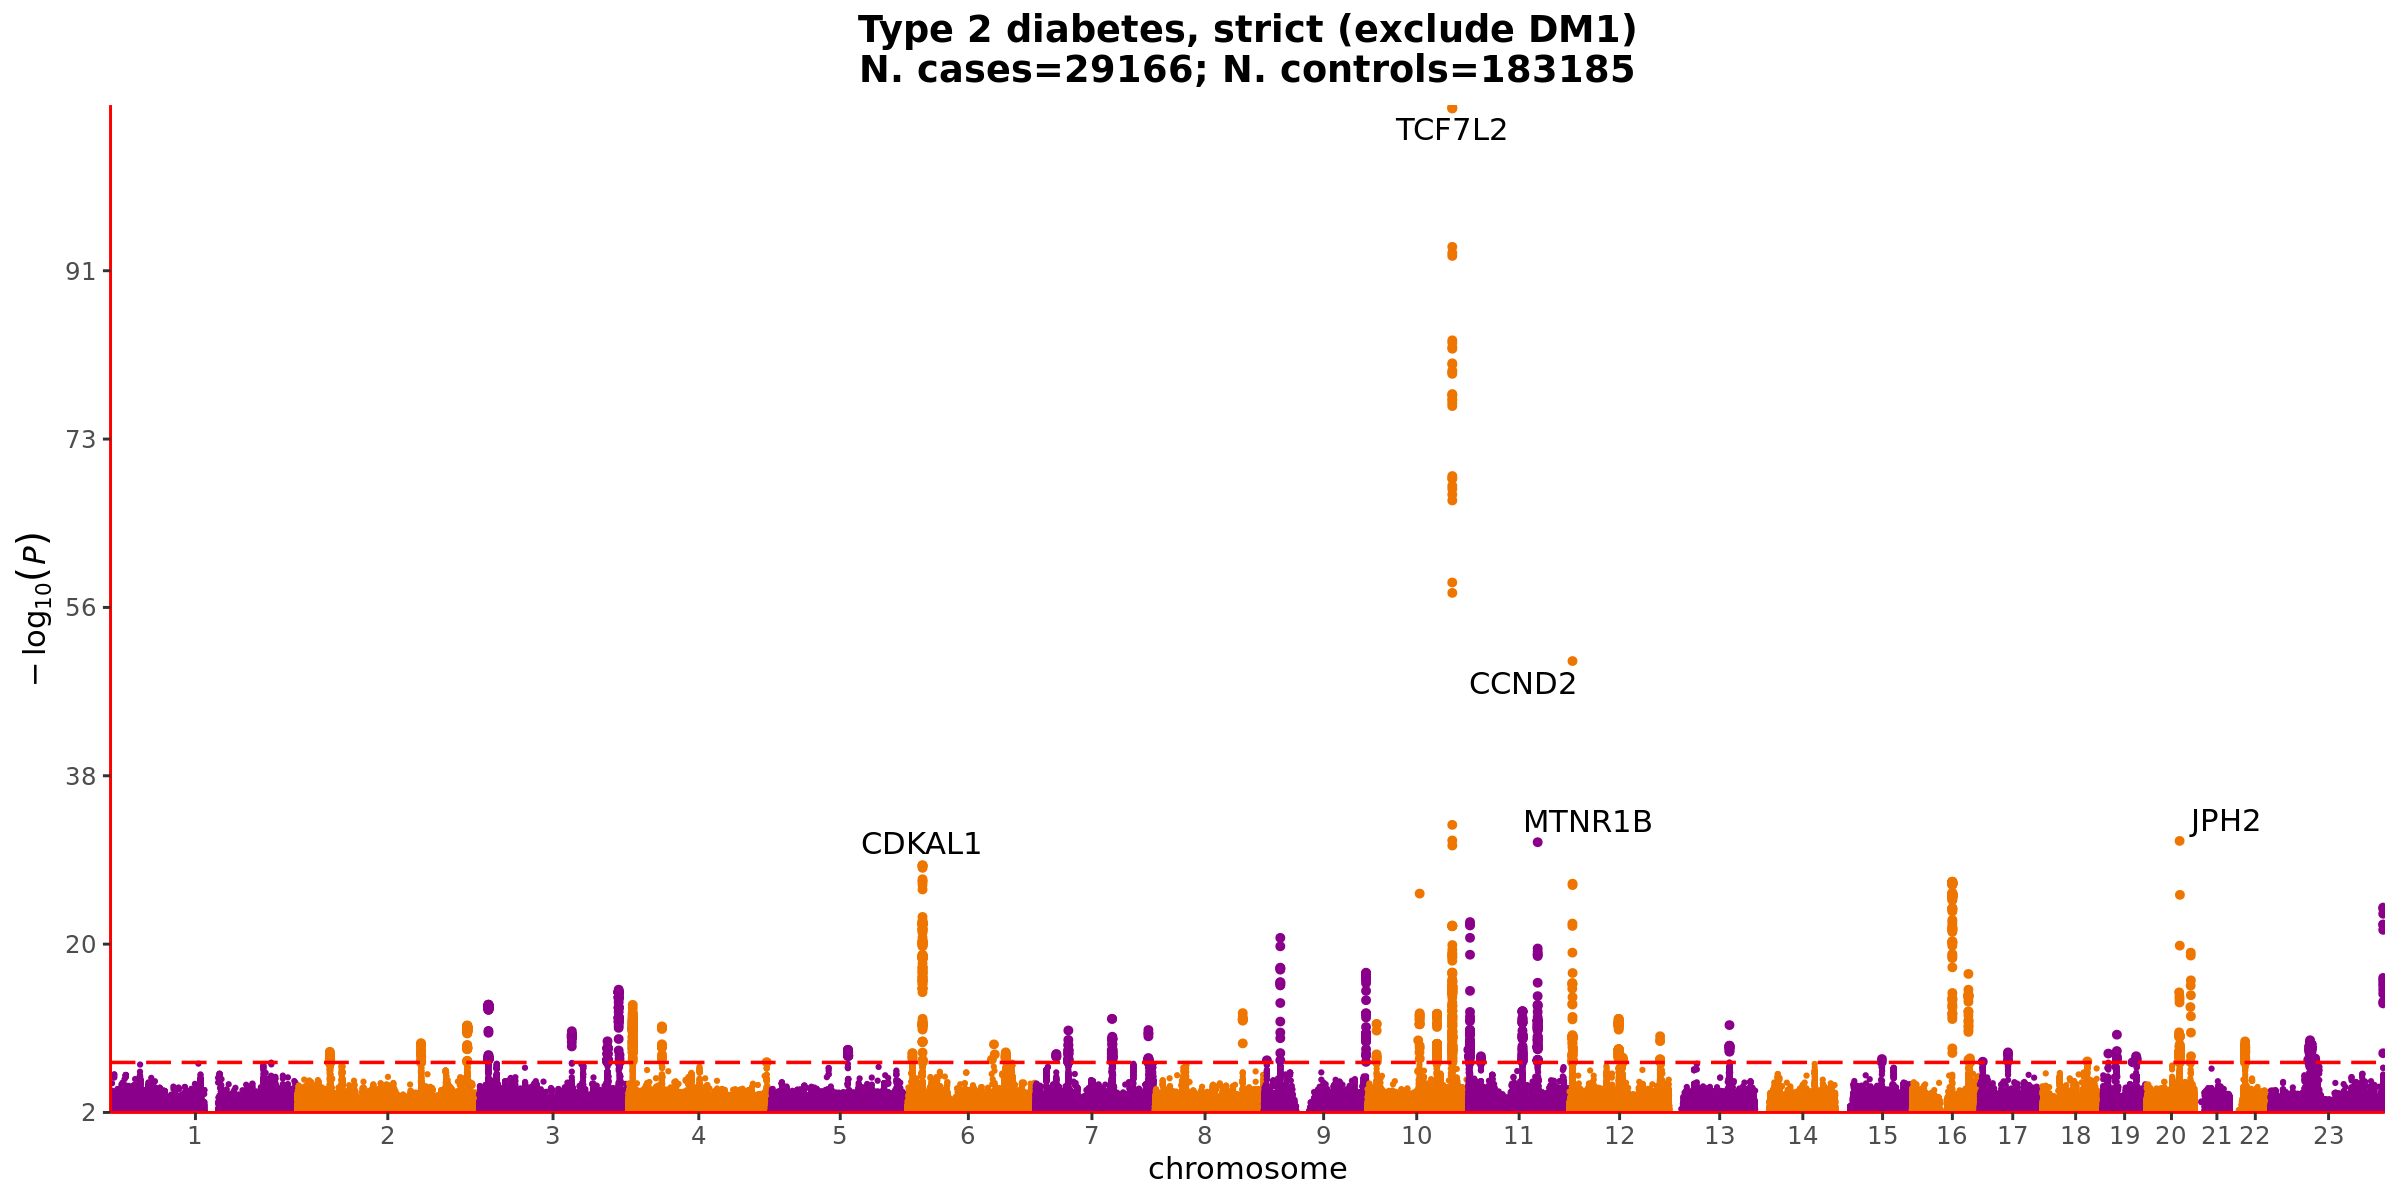 Type 2 diabetes, strict (exclude DM1)
N. cases=29166; N. controls=183185
TCF7L2
91
73
56
CCND2
38
MTNR1B
JPH2
CDKAL1
20
2
−log₁₀(P)
1 2 3 4 5 6 7 8 9 10 11 12 13 14 15 16 17 18 19 20 21 22 23
chromosome